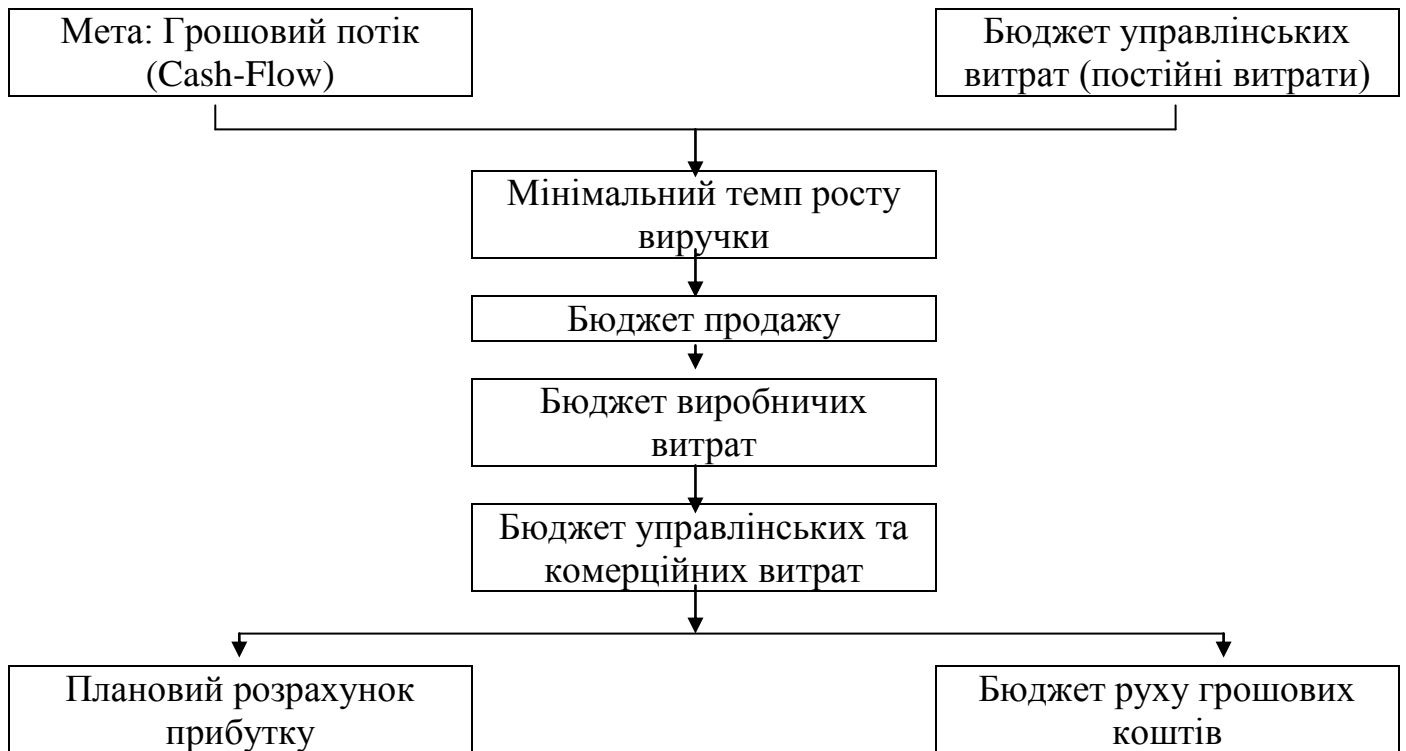 Мета: Грошовий потік
(Cash-Flow)
Бюджет управлінських
витрат (постійні витрати)
Мінімальний темп росту
виручки
Бюджет продажу
Бюджет виробничих
витрат
Бюджет управлінських та
комерційних витрат
Плановий розрахунок
прибутку
Бюджет руху грошових
коштів